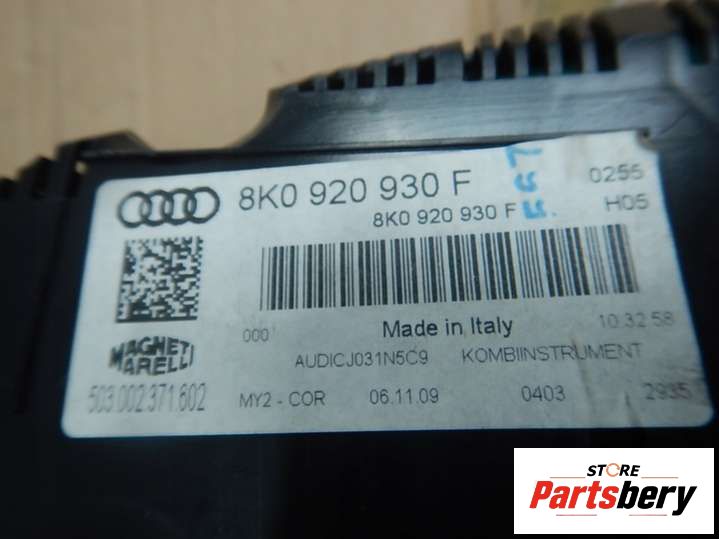 8K0 920 930 F
0255
8K0 920 930 F
H05
000
Made in Italy
10:32:58
MAGNETI MARELLI
AUDICJ031N5C9 KOMBIINSTRUMENT
503.002.371.602
MY2 - COR 06.11.09 0403 2935
STORE
Partsbery